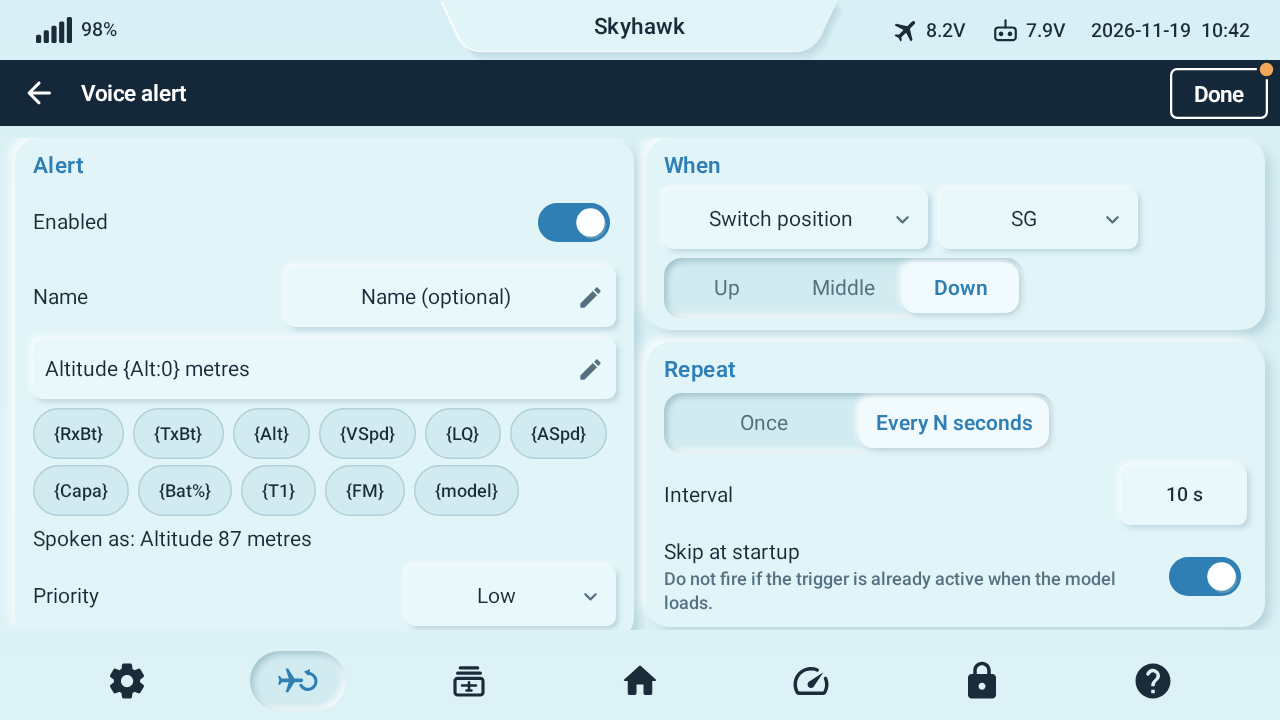 98%
Skyhawk
8.2V
7.9V
2026-11-19 10:42
Voice alert
Done
Alert
Enabled
Name
Name (optional)
Altitude {Alt:0} metres
{RxBt}
{TxBt}
{Alt}
{VSpd}
{LQ}
{ASpd}
{Capa}
{Bat%}
{T1}
{FM}
{model}
Spoken as: Altitude 87 metres
Priority
Low
When
Switch position
SG
Up
Middle
Down
Repeat
Once
Every N seconds
Interval
10 s
Skip at startup
Do not fire if the trigger is already active when the model
loads.